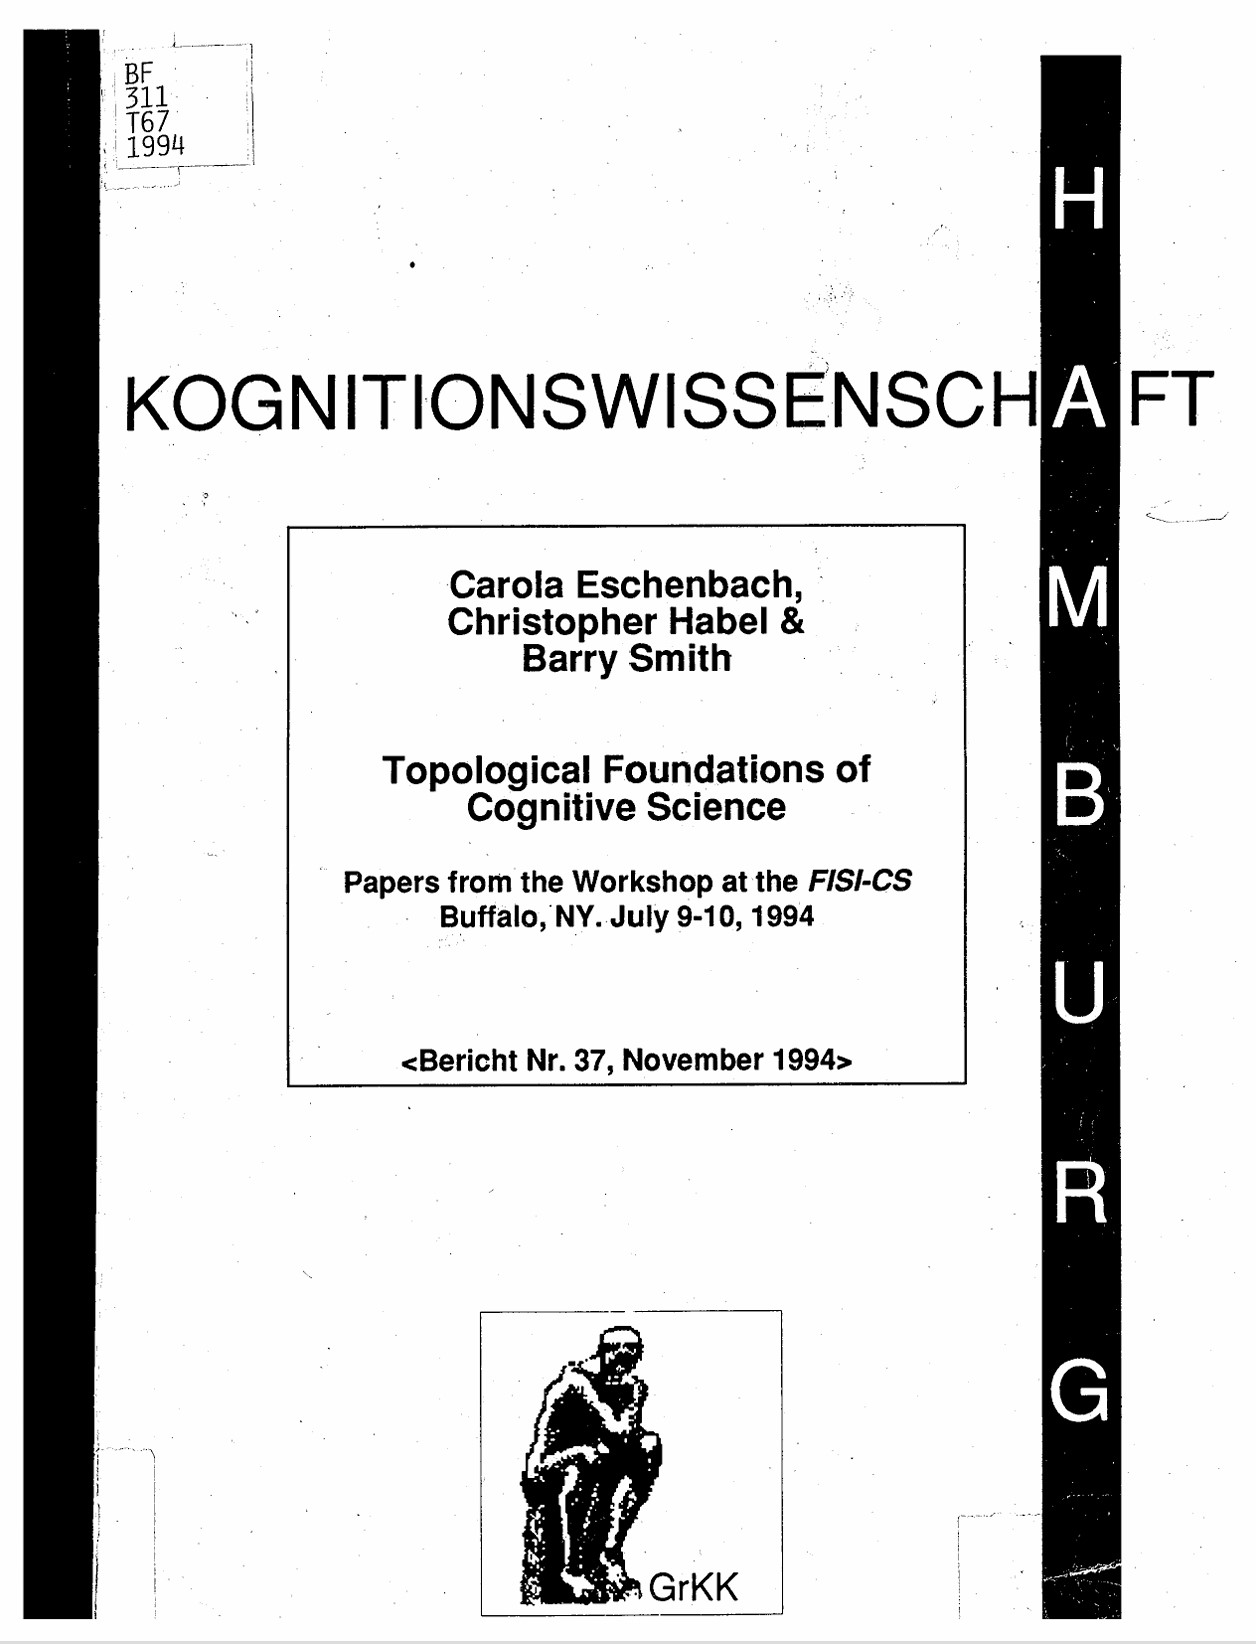 BF
311
T67
1994
KOGNITIONSWISSENSCHAFT
HAMBURG
Carola Eschenbach,
Christopher Habel &
Barry Smith
Topological Foundations of
Cognitive Science
Papers from the Workshop at the FISI-CS
Buffalo, NY. July 9-10, 1994
<Bericht Nr. 37, November 1994>
GrKK